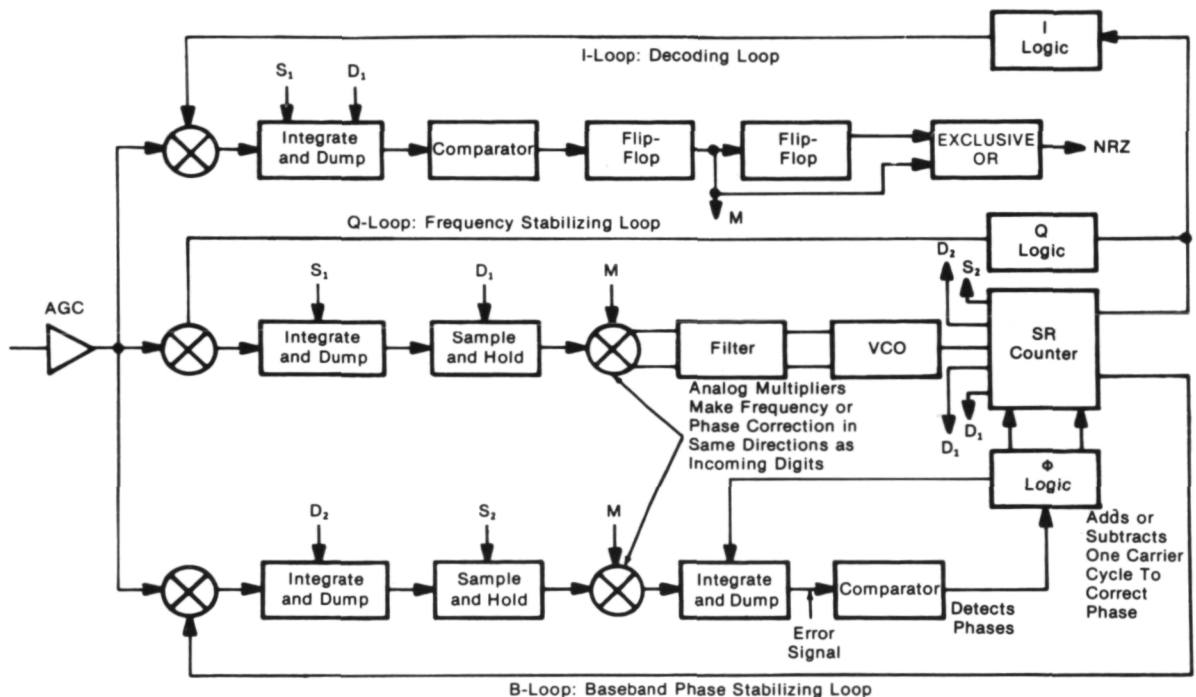 I
Logic
I-Loop: Decoding Loop
S₁
D₁
Integrate
and Dump
Comparator
Flip-
Flop
Flip-
Flop
EXCLUSIVE
OR
NRZ
M
Q-Loop: Frequency Stabilizing Loop
Q
Logic
D₂
S₂
AGC
S₁
D₁
M
Integrate
and Dump
Sample
and Hold
Filter
VCO
SR
Counter
Analog Multipliers
Make Frequency or
Phase Correction in
Same Directions as
Incoming Digits
D₁
D₁
Φ
Logic
D₂
S₂
M
Integrate
and Dump
Sample
and Hold
Integrate
and Dump
Comparator
Error
Signal
Detects
Phases
Adds or
Subtracts
One Carrier
Cycle To
Correct
Phase
B-Loop: Baseband Phase Stabilizing Loop